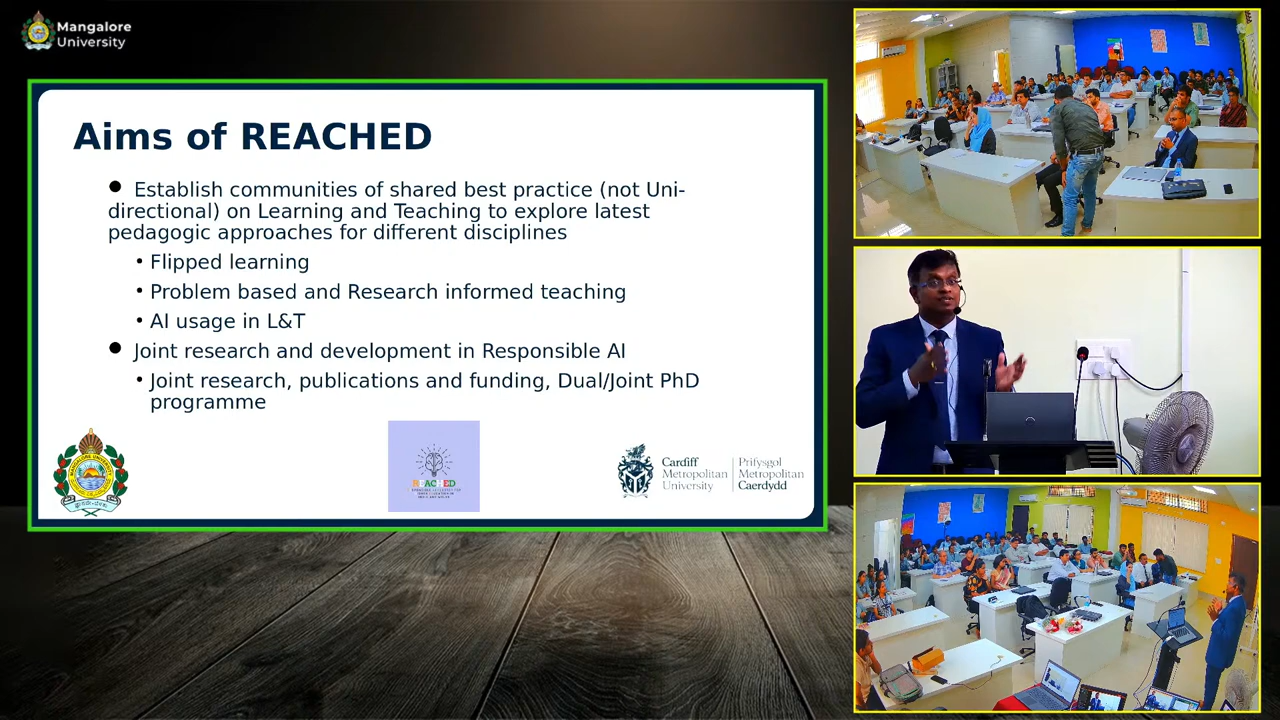 Mangalore
University
Aims of REACHED
● Establish communities of shared best practice (not Uni-
directional) on Learning and Teaching to explore latest
pedagogic approaches for different disciplines
• Flipped learning
• Problem based and Research informed teaching
• AI usage in L&T
● Joint research and development in Responsible AI
• Joint research, publications and funding, Dual/Joint PhD
programme
MANGALORE UNIVERSITY
REACHED
Cardiff
Metropolitan
University
Prifysgol
Metropolitan
Caerdydd